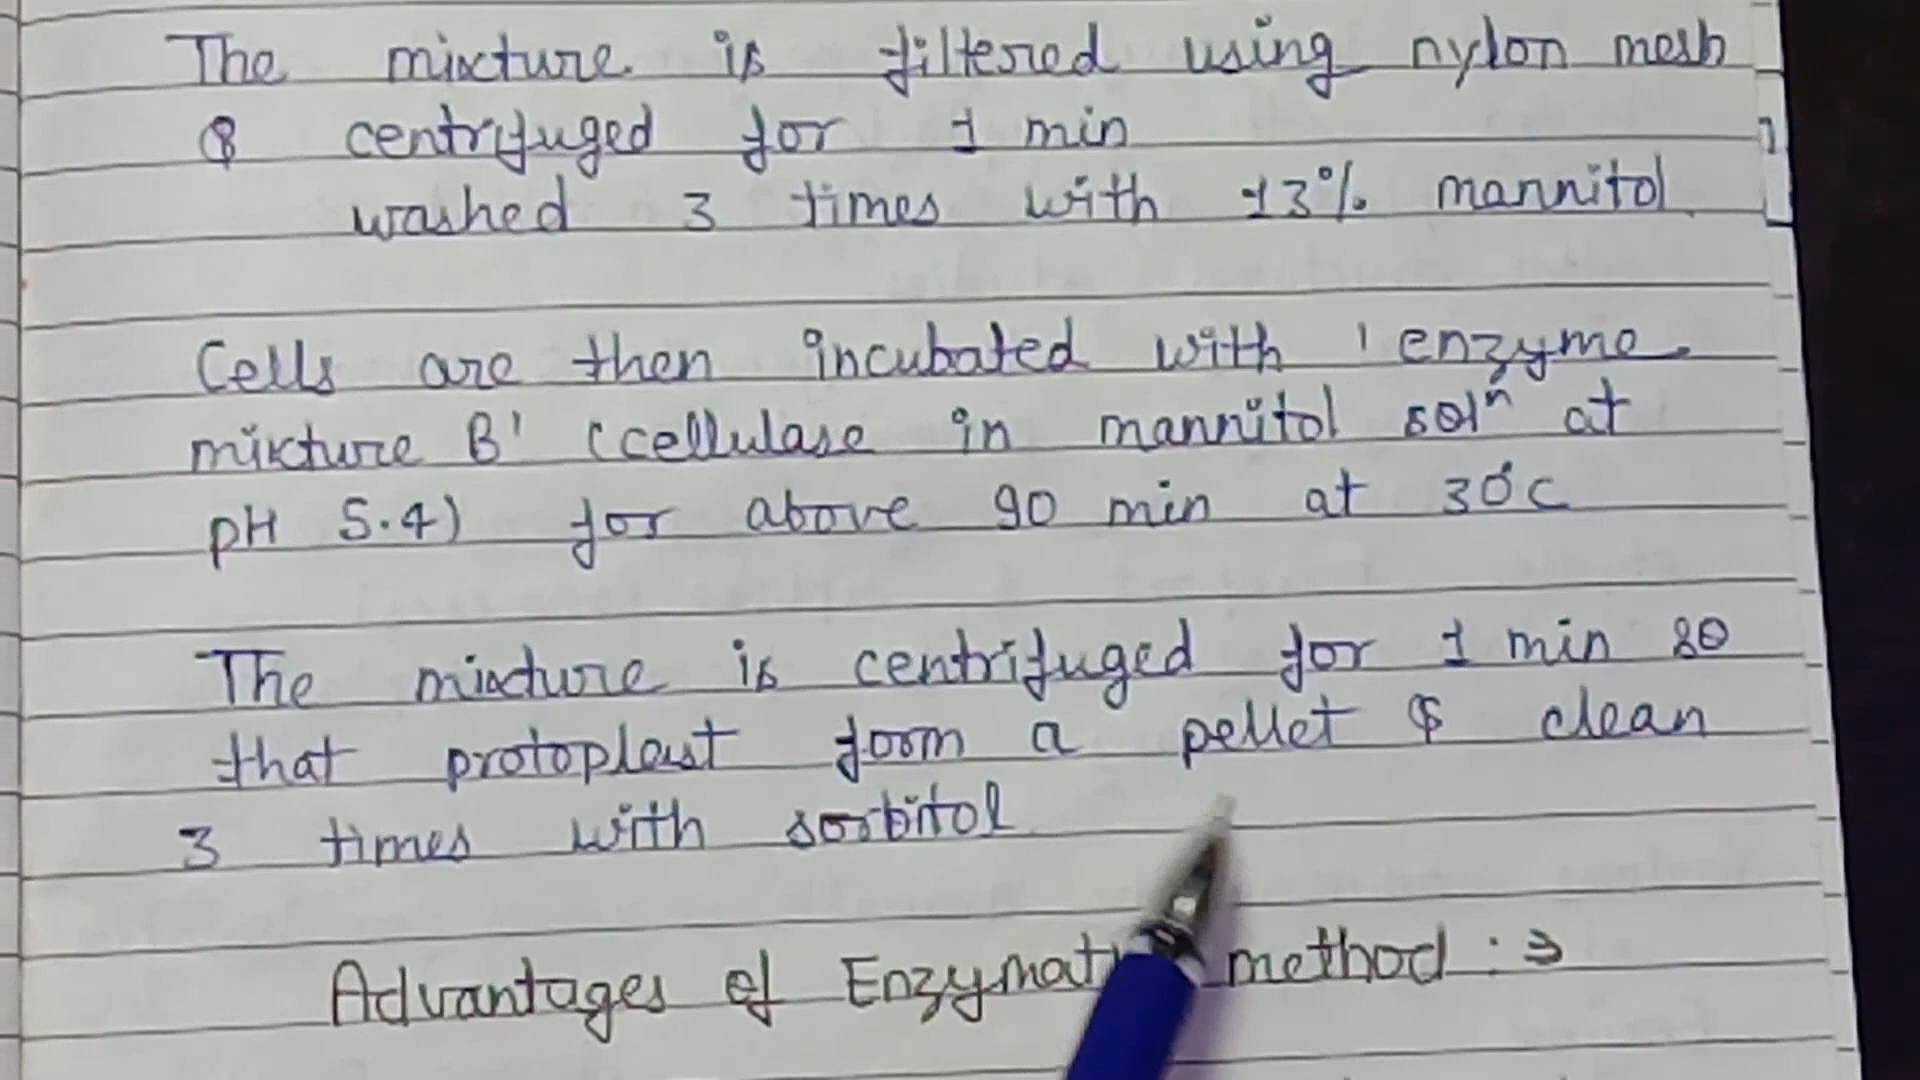 The mixture is filtered using nylon mesh
& centrifuged for 1 min
washed 3 times with 13% mannitol
Cells are then incubated with 'enzyme
mixture B' (cellulase in mannitol solⁿ at
pH 5.4) for above 90 min at 30°C
The mixture is centrifuged for 1 min so
that protoplast form a pellet & clean
3 times with sorbitol
Advantages of method :⇒